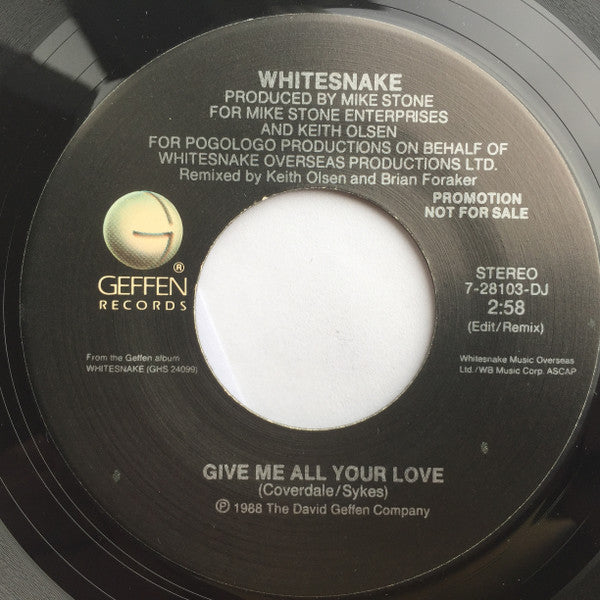 WHITESNAKE
PRODUCED BY MIKE STONE
FOR MIKE STONE ENTERPRISES
AND KEITH OLSEN
FOR POGOLOGO PRODUCTIONS ON BEHALF OF
WHITESNAKE OVERSEAS PRODUCTIONS LTD.
Remixed by Keith Olsen and Brian Foraker
PROMOTION
NOT FOR SALE
G
®
GEFFEN
RECORDS
STEREO
7-28103-DJ
2:58
(Edit/Remix)
From the Geffen album
WHITESNAKE (GHS 24099)
Whitesnake Music Overseas
Ltd./WB Music Corp. ASCAP
GIVE ME ALL YOUR LOVE
(Coverdale/Sykes)
℗ 1988 The David Geffen Company